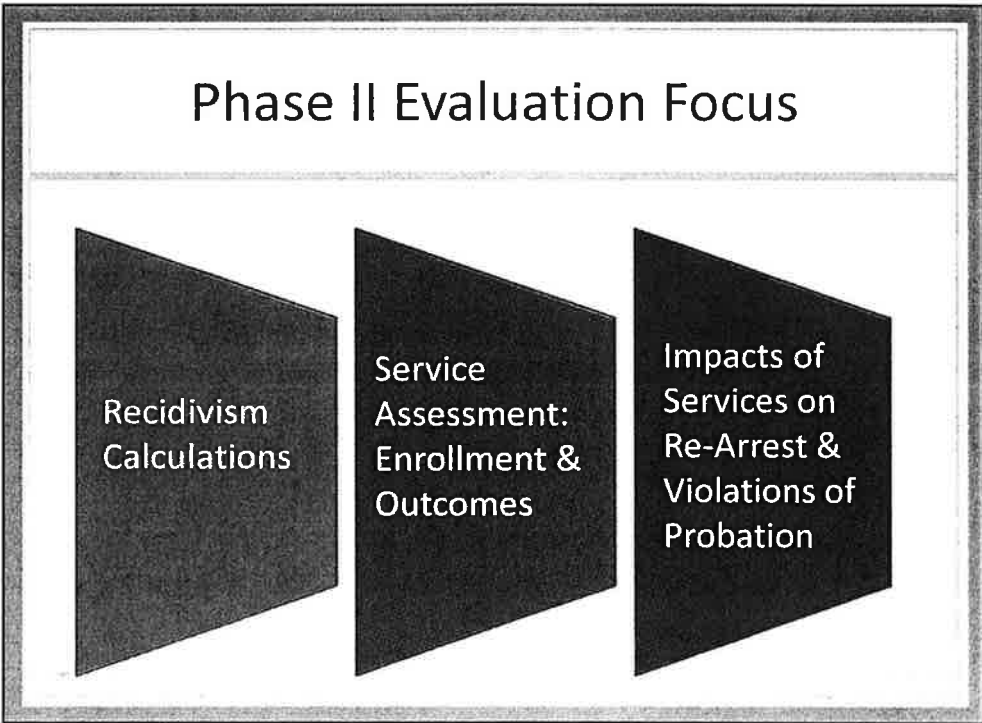 Phase II Evaluation Focus
Recidivism
Calculations
Service
Assessment:
Enrollment &
Outcomes
Impacts of
Services on
Re-Arrest &
Violations of
Probation